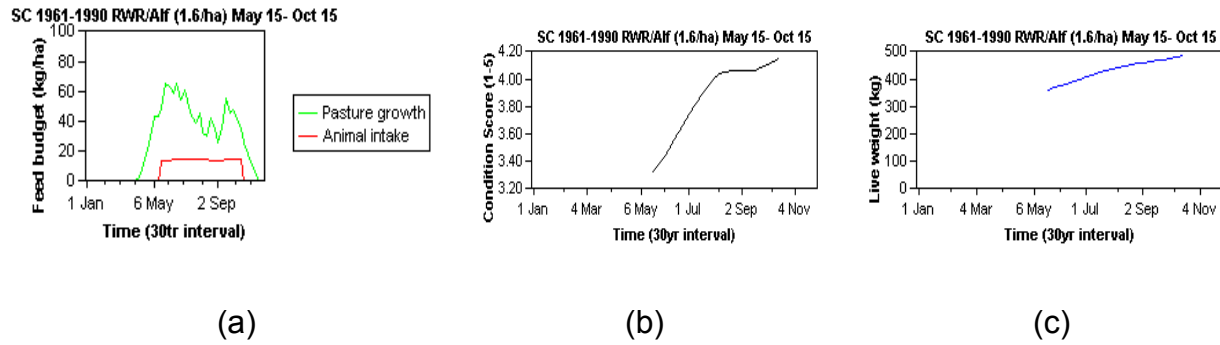 SC 1961-1990 RWR/Alf (1.6/ha) May 15- Oct 15
Feed budget (kg/ha)
100
80
60
40
20
0
1 Jan 6 May 2 Sep
Time (30tr interval)
Pasture growth
Animal intake
(a)
SC 1961-1990 RWR/Alf (1.6/ha) May 15- Oct 15
Condition Score (1-5)
4.20
4.00
3.80
3.60
3.40
3.20
1 Jan 4 Mar 6 May 1 Jul 2 Sep 4 Nov
Time (30yr interval)
(b)
SC 1961-1990 RWR/Alf (1.6/ha) May 15- Oct 15
Live weight (kg)
500
400
300
200
100
0
1 Jan 4 Mar 6 May 1 Jul 2 Sep 4 Nov
Time (30yr interval)
(c)